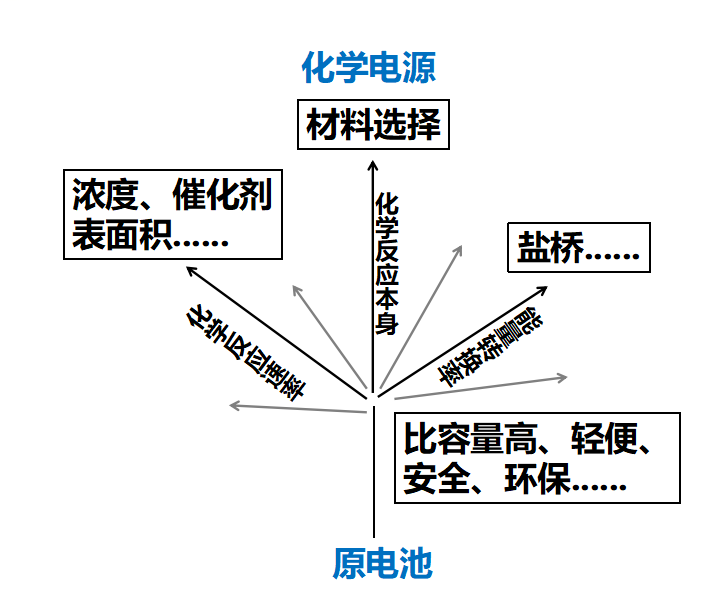 化学电源
材料选择
浓度、催化剂
表面积......
盐桥......
化学反应本身
化学反应速率
能量转换率
比容量高、轻便、
安全、环保......
原电池